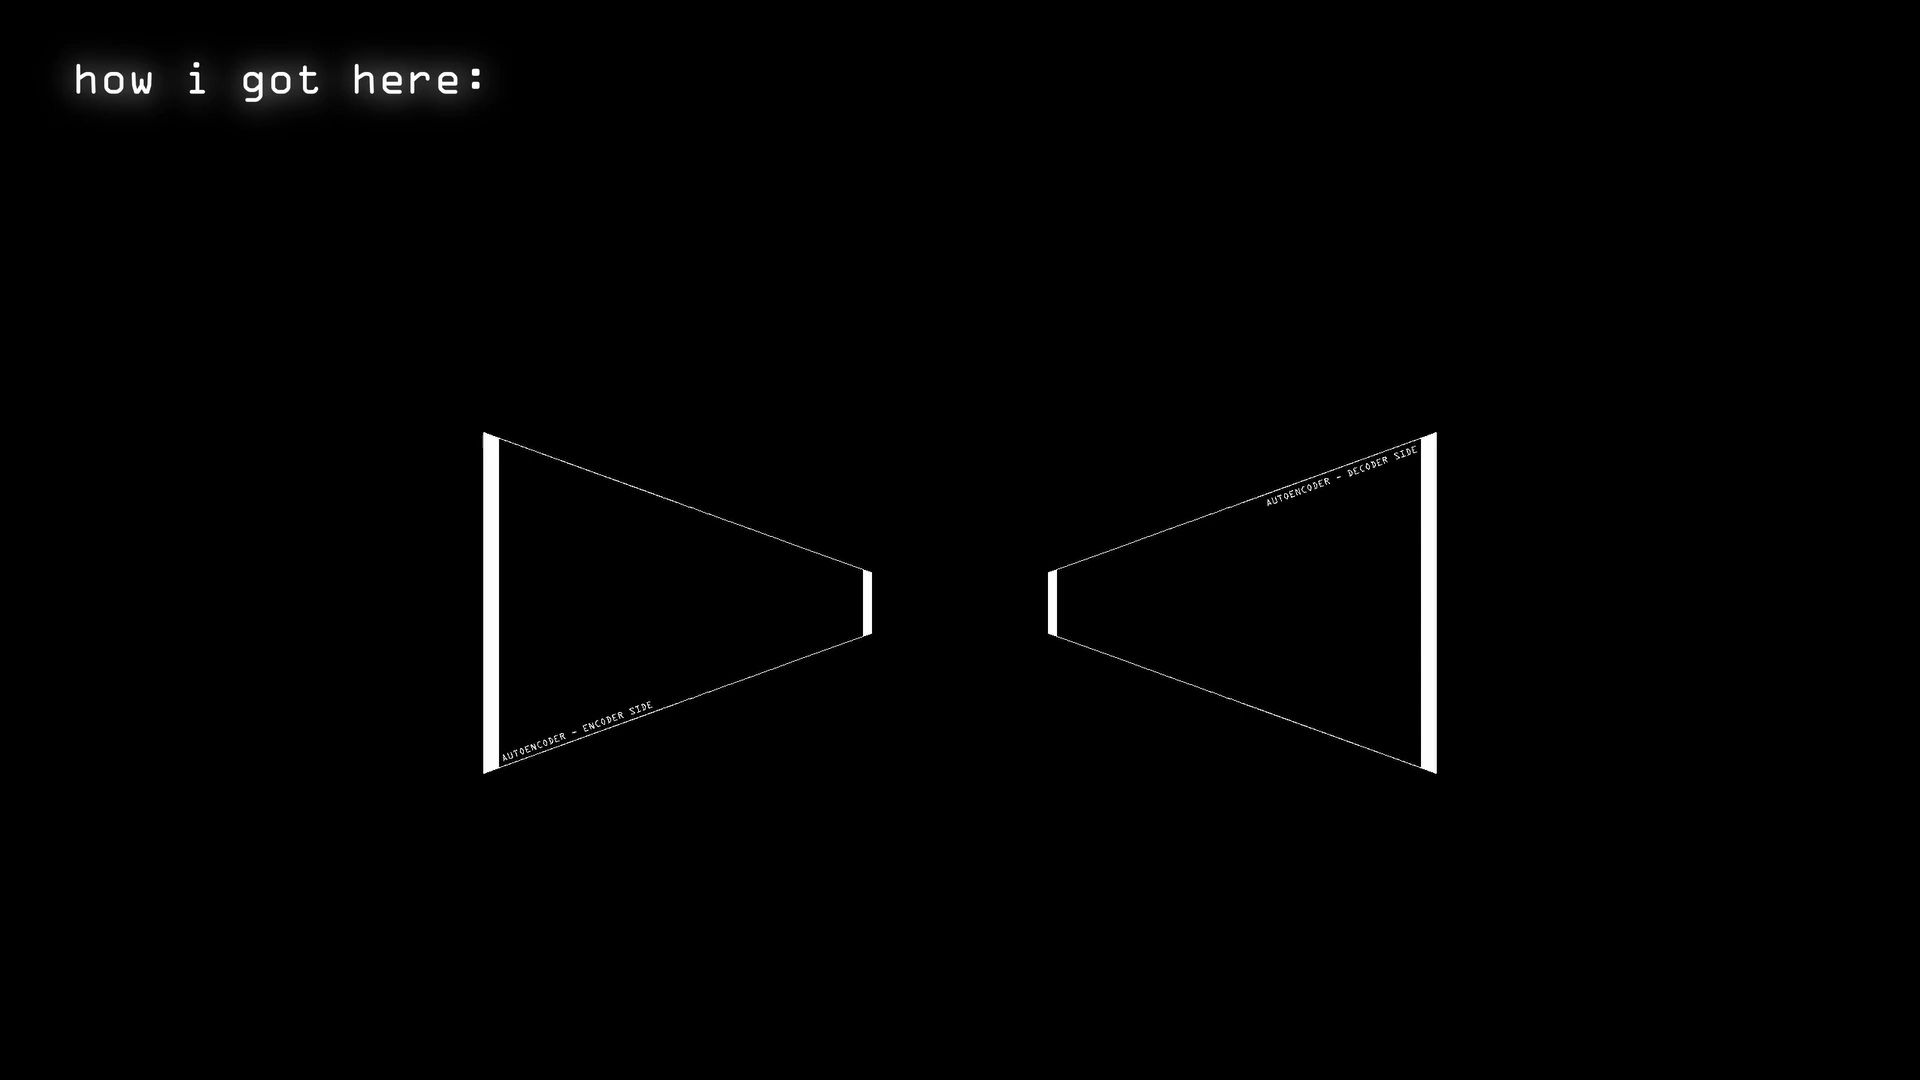 how i got here:
AUTOENCODER - DECODER SIDE
AUTOENCODER - ENCODER SIDE